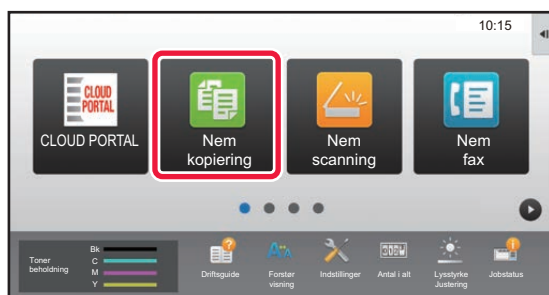 10:15
CLOUD
PORTAL
CLOUD PORTAL
Nem
kopiering
Nem
scanning
Nem
fax
Toner
beholdning
Bk
C
M
Y
Driftsguide
Forstør
visning
Indstillinger
Antal i alt
Lysstyrke
Justering
Jobstatus